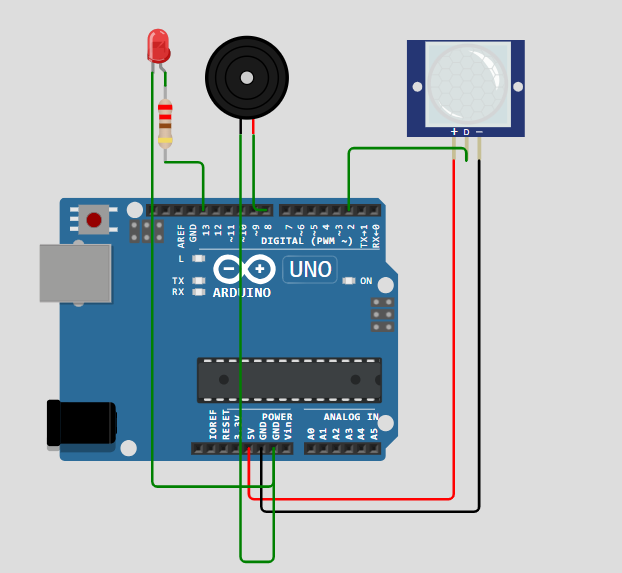 + D −
AREF
GND
13
12
~11
~10
~9
8
7
~6
~5
4
~3
2
TX→1
RX←0
DIGITAL (PWM ~)
L
TX
RX
UNO
ON
ARDUINO
IOREF
RESET
3.3V
5V
GND
GND
Vin
POWER
ANALOG IN
A0
A1
A2
A3
A4
A5